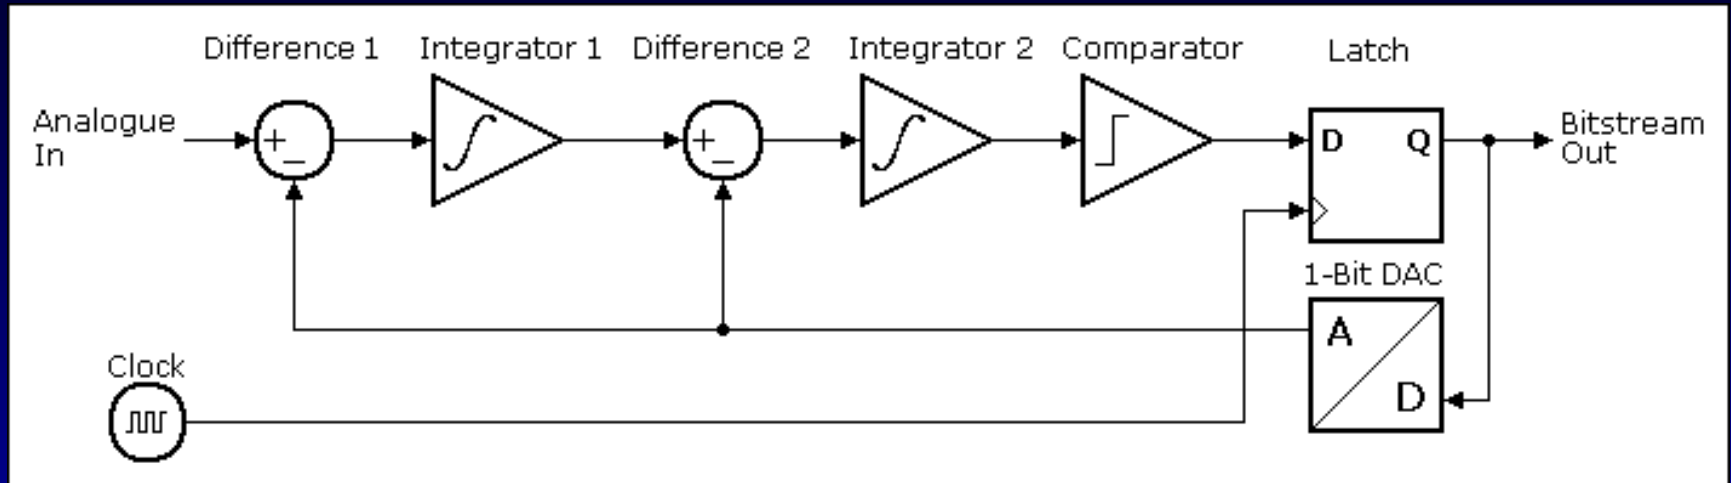 Difference 1
Integrator 1
Difference 2
Integrator 2
Comparator
Latch
Analogue
In
+
_
∫
+
_
∫
D
Q
Bitstream
Out
1-Bit DAC
A
D
Clock